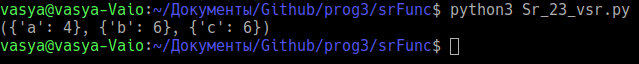 vasya@vasya-Vaio:~/Документы/Github/prog3/srFunc$ python3 Sr_23_vsr.py
({'a': 4}, {'b': 6}, {'c': 6})
vasya@vasya-Vaio:~/Документы/Github/prog3/srFunc$